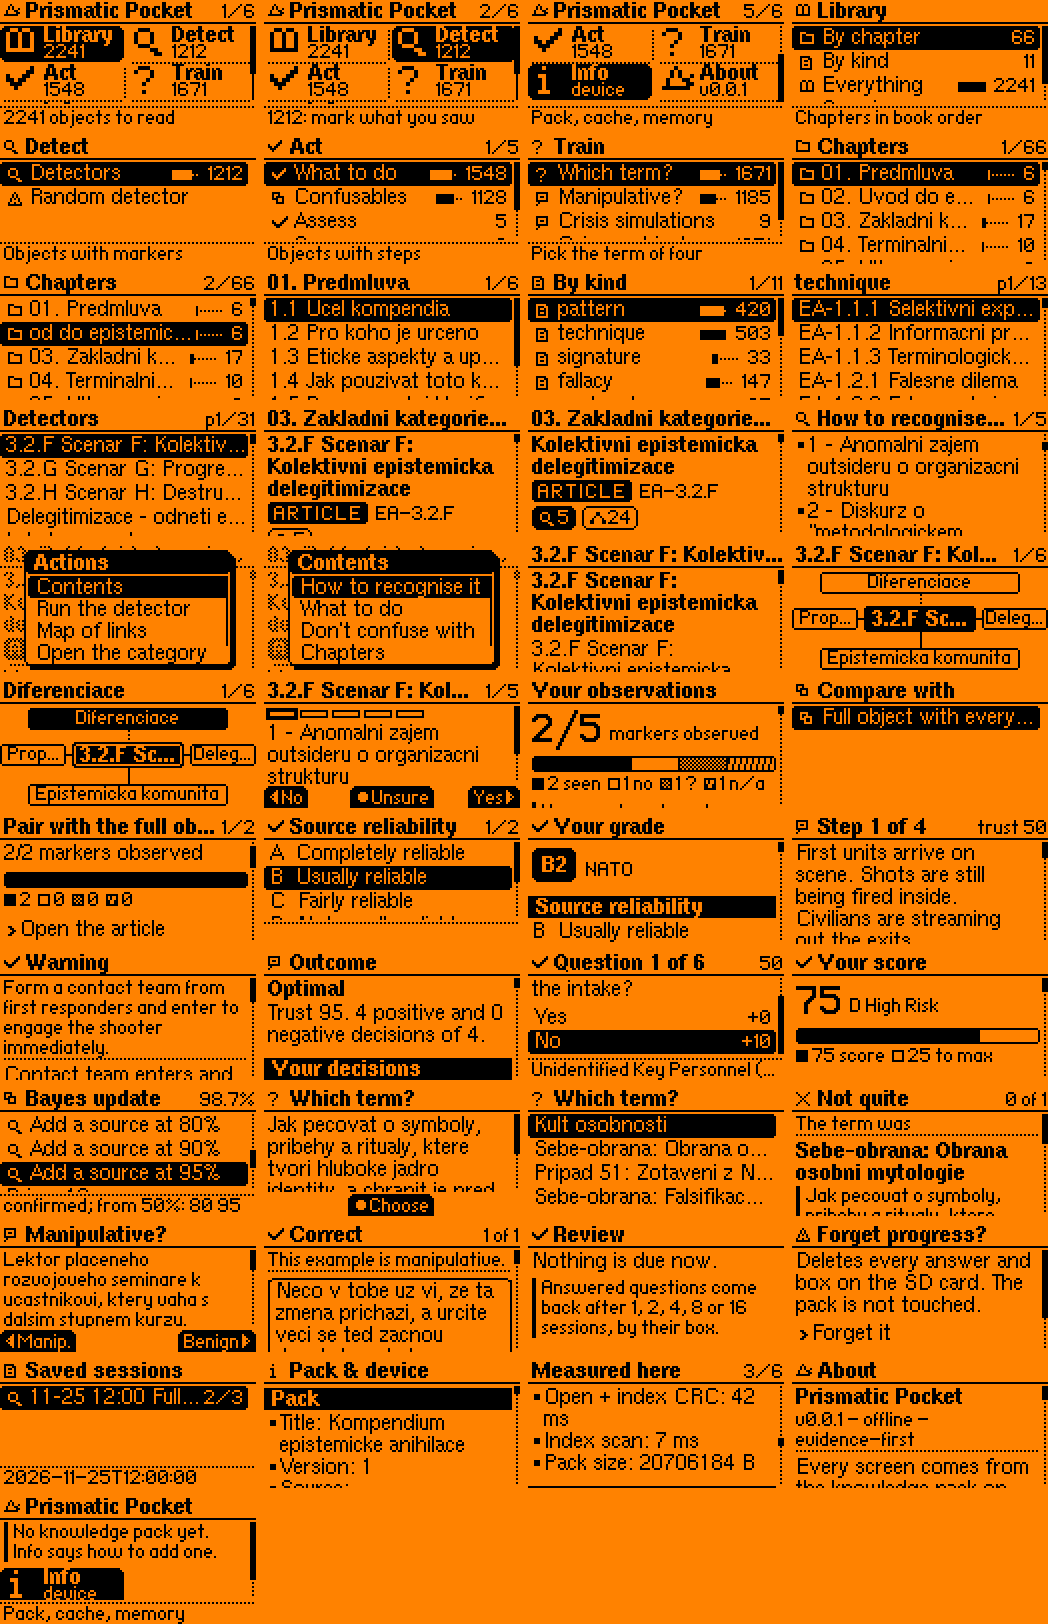 Prismatic Pocket 1/6
Library
2241
Detect
1212
Act
1548
Train
1671
2241 objects to read
Prismatic Pocket 2/6
Library
2241
Detect
1212
Act
1548
Train
1671
1212: mark what you saw
Prismatic Pocket 5/6
Act
1548
Train
1671
Info
device
About
v0.0.1
Pack, cache, memory
Library
By chapter 66
By kind 11
Everything 2241
Chapters in book order
Detect
Detectors 1212
Random detector
Objects with markers
Act 1/5
What to do 1548
Confusables 1128
Assess 5
Objects with steps
Train
Which term? 1671
Manipulative? 1185
Crisis simulations 9
Pick the term of four
Chapters 1/66
01. Predmluva 6
02. Uvod do e... 6
03. Zakladni k... 17
04. Terminalni... 10
Chapters 2/66
01. Predmluva 6
od do epistemic... 6
03. Zakladni k... 17
04. Terminalni... 10
01. Predmluva 1/6
1.1 Ucel kompendia
1.2 Pro koho je urceno
1.3 Eticke aspekty a up...
1.4 Jak pouzivat toto k...
By kind 1/11
pattern 420
technique 503
signature 33
fallacy 147
technique p1/13
EA-1.1.1 Selektivni exp...
EA-1.1.2 Informacni pr...
EA-1.1.3 Terminologick...
EA-1.2.1 Falesne dilema
Detectors p1/31
3.2.F Scenar F: Kolektiv...
3.2.G Scenar G: Progre...
3.2.H Scenar H: Destru...
Delegitimizace - odneti e...
03. Zakladni kategorie...
3.2.F Scenar F:
Kolektivni epistemicka
delegitimizace
ARTICLE EA-3.2.F
03. Zakladni kategorie...
Kolektivni epistemicka
delegitimizace
ARTICLE EA-3.2.F
5 24
How to recognise... 1/5
1 - Anomalni zajem
outsideru o organizacni
strukturu
2 - Diskurz o
"metodologickem
Actions
Contents
Run the detector
Map of links
Open the category
Contents
How to recognise it
What to do
Don't confuse with
Chapters
3.2.F Scenar F: Kolektiv...
3.2.F Scenar F:
Kolektivni epistemicka
delegitimizace
3.2.F Scenar F:
Kolektivni epistemicka
3.2.F Scenar F: Kol... 1/6
Diferenciace
Prop... 3.2.F Sc... Deleg...
Epistemicka komunita
Diferenciace 1/6
Diferenciace
Prop... 3.2.F Sc... Deleg...
Epistemicka komunita
3.2.F Scenar F: Kol... 1/5
1 - Anomalni zajem
outsideru o organizacni
strukturu
No Unsure Yes
Your observations
2/5 markers observed
2 seen 1 no 1 ? 1 n/a
Compare with
Full object with every...
Pair with the full ob... 1/2
2/2 markers observed
2 0 0 0
Open the article
Source reliability 1/2
A Completely reliable
B Usually reliable
C Fairly reliable
Your grade
B2 NATO
Source reliability
B Usually reliable
Step 1 of 4 trust 50
First units arrive on
scene. Shots are still
being fired inside.
Civilians are streaming
out the exits
Warning
Form a contact team from
first responders and enter to
engage the shooter
immediately.
Contact team enters and
Outcome
Optimal
Trust 95. 4 positive and 0
negative decisions of 4.
Your decisions
Question 1 of 6 50
the intake?
Yes +0
No +10
Unidentified Key Personnel (...
Your score
75 D High Risk
75 score 25 to max
Bayes update 98.7%
Add a source at 80%
Add a source at 90%
Add a source at 95%
confirmed; from 50%: 80 95
Which term?
Jak pecovat o symboly,
pribehy a ritualy, ktere
tvori hluboke jadro
identity, a chranit je pred
Choose
Which term?
Kult osobnosti
Sebe-obrana: Obrana o...
Pripad 51: Zotaveni z N...
Sebe-obrana: Falsifikac...
Not quite 0 of 1
The term was
Sebe-obrana: Obrana
osobni mytologie
Jak pecovat o symboly,
pribehy a ritualy, ktere
Manipulative?
Lektor placeneho
rozvojoveho seminare k
ucastnikovi, ktery vaha s
dalsim stupnem kurzu.
Manip. Benign
Correct 1 of 1
This example is manipulative.
Neco v tobe uz vi, ze ta
zmena prichazi, a urcite
veci se ted zacnou
Review
Nothing is due now.
Answered questions come
back after 1, 2, 4, 8 or 16
sessions, by their box.
Forget progress?
Deletes every answer and
box on the SD card. The
pack is not touched.
Forget it
Saved sessions
11-25 12:00 Full... 2/3
2026-11-25T12:00:00
Pack & device
Pack
Title: Kompendium
epistemicke anihilace
Version: 1
Source:
Measured here 3/6
Open + index CRC: 42
ms
Index scan: 7 ms
Pack size: 20706184 B
About
Prismatic Pocket
v0.0.1 - offline -
evidence-first
Every screen comes from
the knowledge pack on
Prismatic Pocket
No knowledge pack yet.
Info says how to add one.
Info
device
Pack, cache, memory